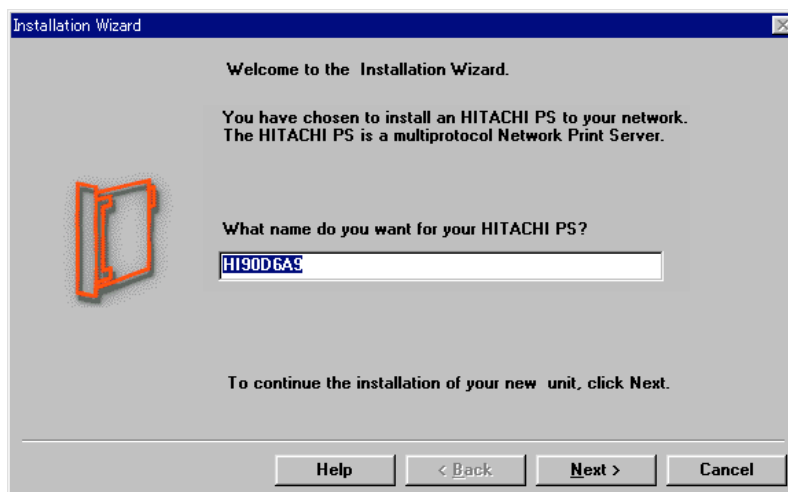 Installation Wizard
Welcome to the Installation Wizard.
You have chosen to install an HITACHI PS to your network.
The HITACHI PS is a multiprotocol Network Print Server.
What name do you want for your HITACHI PS?
HI90D6A9
To continue the installation of your new unit, click Next.
Help < Back Next > Cancel